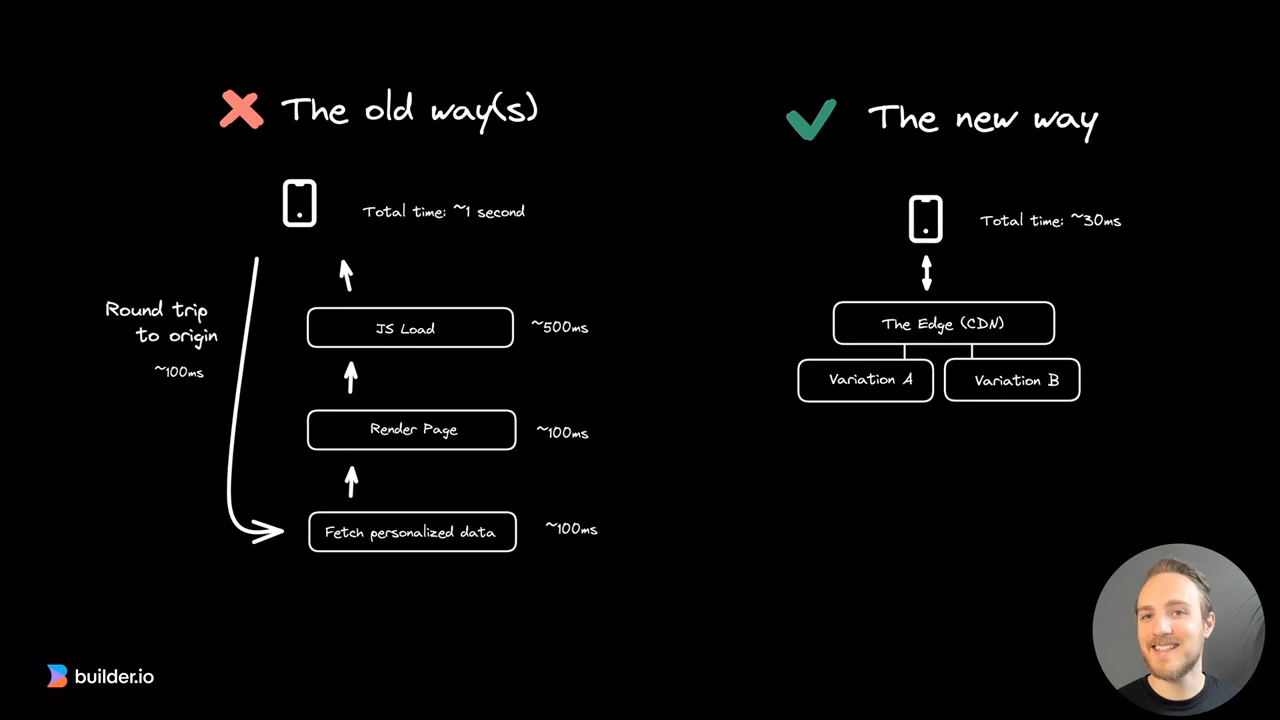 The old way(s)
Total time: ~1 second
Round trip
to origin
~100ms
JS Load
~500ms
Render Page
~100ms
Fetch personalized data
~100ms
The new way
Total time: ~30ms
The Edge (CDN)
Variation A
Variation B
builder.io